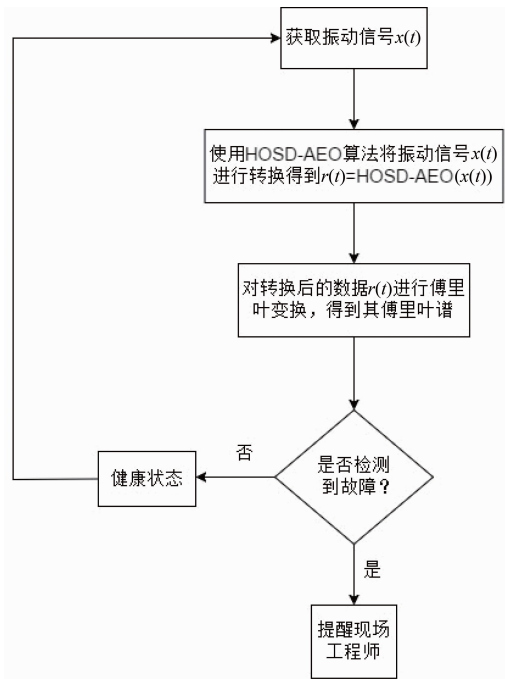 获取振动信号x(t)
使用HOSD-AEO算法将振动信号x(t)
进行转换得到r(t)=HOSD-AEO(x(t))
对转换后的数据r(t)进行傅里
叶变换，得到其傅里叶谱
否
是否检测
到故障？
健康状态
是
提醒现场
工程师